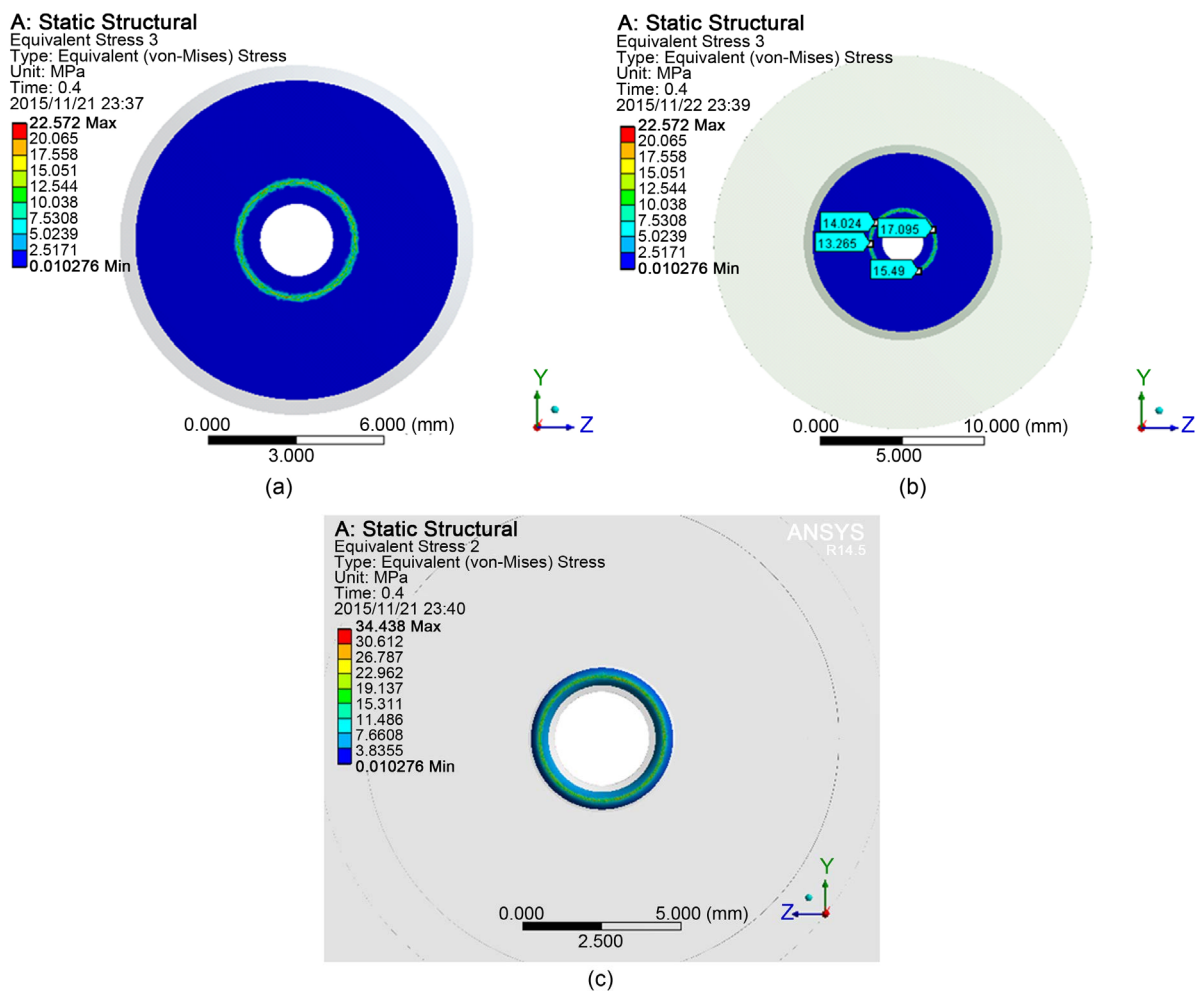 A: Static Structural
Equivalent Stress 3
Type: Equivalent (von-Mises) Stress
Unit: MPa
Time: 0.4
2015/11/21 23:37
22.572 Max
20.065
17.558
15.051
12.544
10.038
7.5308
5.0239
2.5171
0.010276 Min
Y
Z
0.000
6.000 (mm)
3.000
(a)
A: Static Structural
Equivalent Stress 3
Type: Equivalent (von-Mises) Stress
Unit: MPa
Time: 0.4
2015/11/22 23:39
22.572 Max
20.065
17.558
15.051
12.544
10.038
7.5308
5.0239
2.5171
0.010276 Min
14.024
17.095
13.265
15.49
Y
Z
0.000
10.000 (mm)
5.000
(b)
A: Static Structural
Equivalent Stress 2
Type: Equivalent (von-Mises) Stress
Unit: MPa
Time: 0.4
2015/11/21 23:40
ANSYS
R14.5
34.438 Max
30.612
26.787
22.962
19.137
15.311
11.486
7.6608
3.8355
0.010276 Min
Y
Z
0.000
5.000 (mm)
2.500
(c)